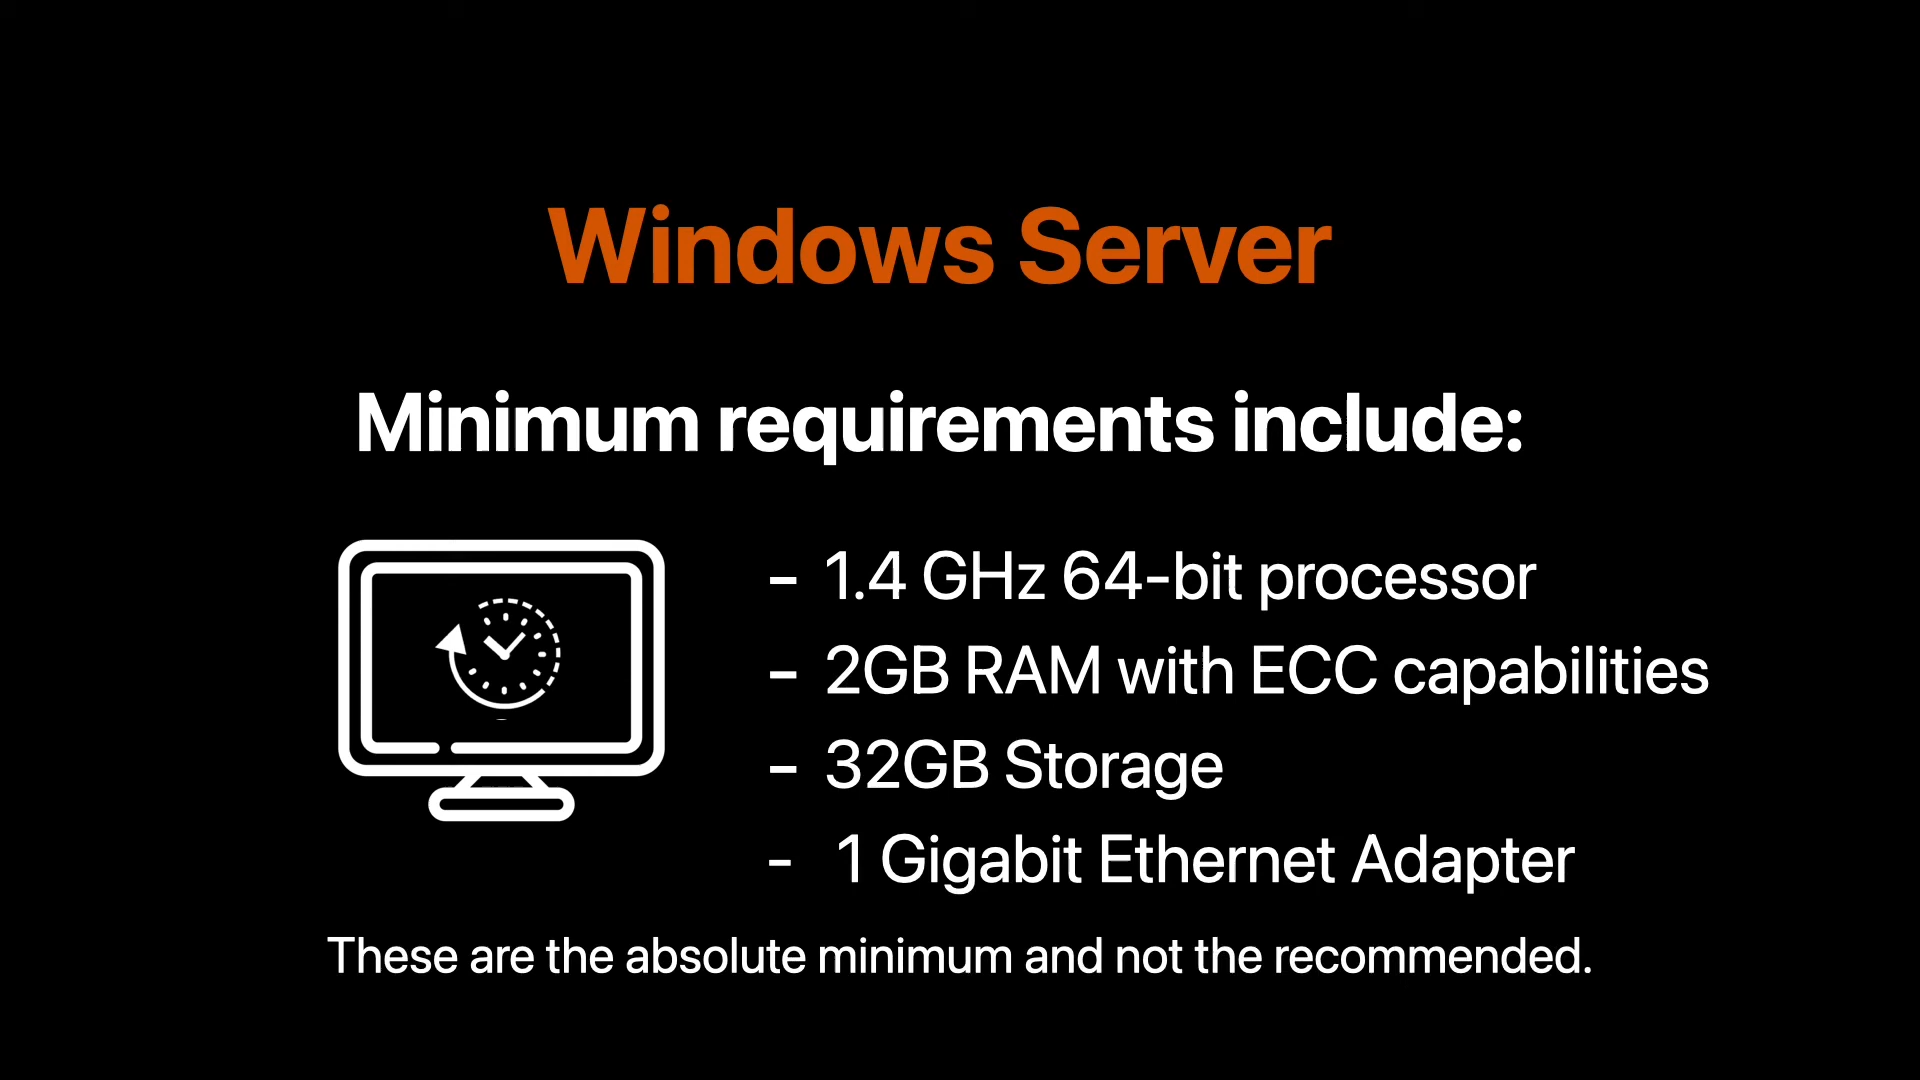 Windows Server
Minimum requirements include:
- 1.4 GHz 64-bit processor
- 2GB RAM with ECC capabilities
- 32GB Storage
- 1 Gigabit Ethernet Adapter
These are the absolute minimum and not the recommended.